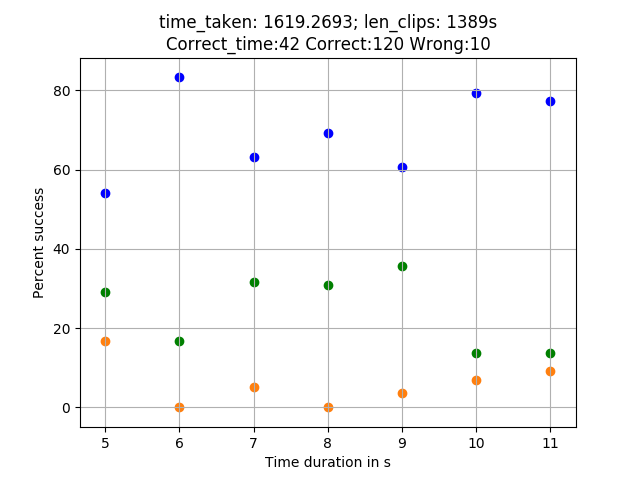 time_taken: 1619.2693; len_clips: 1389s
Correct_time:42 Correct:120 Wrong:10
80
60
40
20
0
Percent success
5 6 7 8 9 10 11
Time duration in s